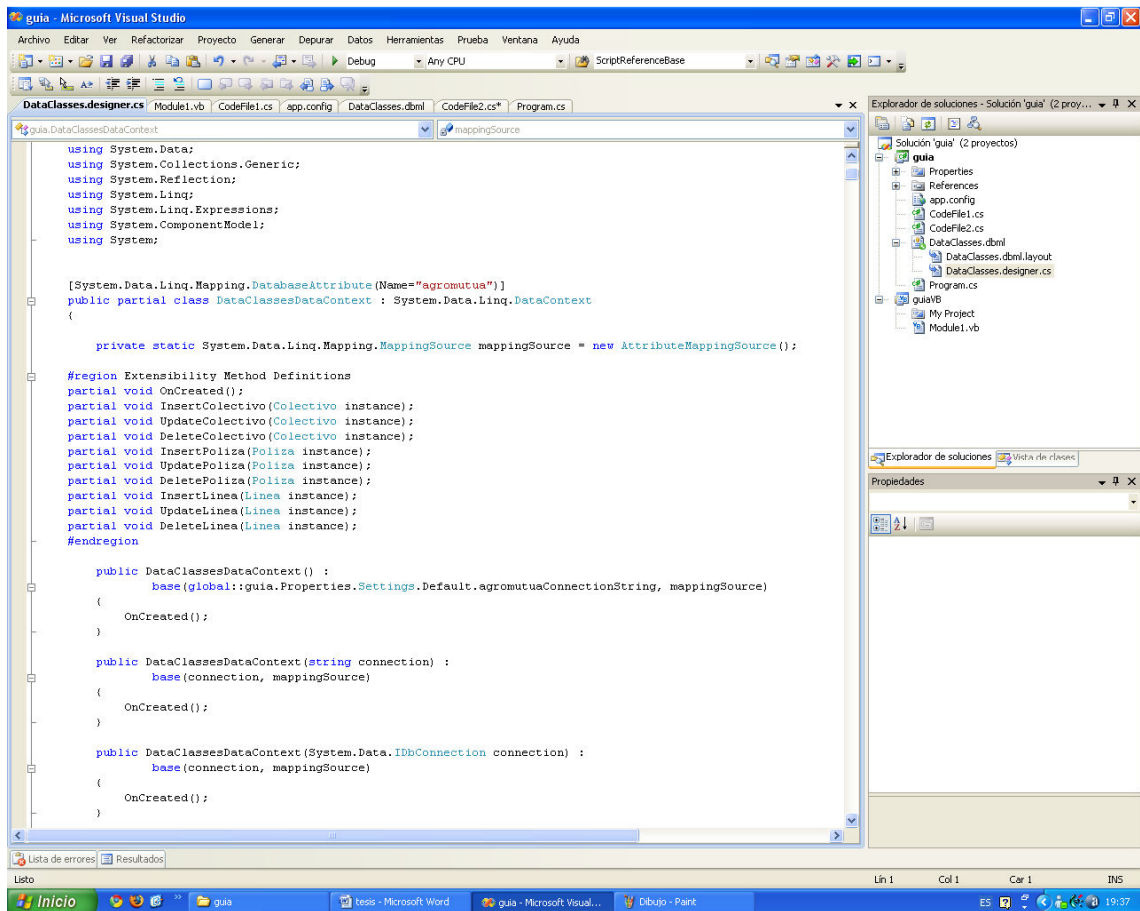 guia - Microsoft Visual Studio
Archivo Editar Ver Refactorizar Proyecto Generar Depurar Datos Herramientas Prueba Ventana Ayuda
Debug Any CPU ScriptReferenceBase
DataClasses.designer.cs Module1.vb CodeFile1.cs app.config DataClasses.dbml CodeFile2.cs* Program.cs
guia.DataClassesDataContext mappingSource
using System.Data;
using System.Collections.Generic;
using System.Reflection;
using System.Linq;
using System.Linq.Expressions;
using System.ComponentModel;
using System;
[System.Data.Linq.Mapping.DatabaseAttribute(Name="agromutua")]
public partial class DataClassesDataContext : System.Data.Linq.DataContext
{
private static System.Data.Linq.Mapping.MappingSource mappingSource = new AttributeMappingSource();
#region Extensibility Method Definitions
partial void OnCreated();
partial void InsertColectivo(Colectivo instance);
partial void UpdateColectivo(Colectivo instance);
partial void DeleteColectivo(Colectivo instance);
partial void InsertPoliza(Poliza instance);
partial void UpdatePoliza(Poliza instance);
partial void DeletePoliza(Poliza instance);
partial void InsertLinea(Linea instance);
partial void UpdateLinea(Linea instance);
partial void DeleteLinea(Linea instance);
#endregion
public DataClassesDataContext() :
base(global::guia.Properties.Settings.Default.agromutuaConnectionString, mappingSource)
{
OnCreated();
}
public DataClassesDataContext(string connection) :
base(connection, mappingSource)
{
OnCreated();
}
public DataClassesDataContext(System.Data.IDbConnection connection) :
base(connection, mappingSource)
{
OnCreated();
}
Explorador de soluciones - Solución 'guia' (2 proy...
Solución 'guia' (2 proyectos)
guia
Properties
References
app.config
CodeFile1.cs
CodeFile2.cs
DataClasses.dbml
DataClasses.dbml.layout
DataClasses.designer.cs
Program.cs
guiaVB
My Project
Module1.vb
Explorador de soluciones Vista de clases
Propiedades
Lista de errores Resultados
Listo Lín 1 Col 1 Car 1 INS
Inicio guia tesis - Microsoft Word guia - Microsoft Visual... Dibujo - Paint ES 19:37